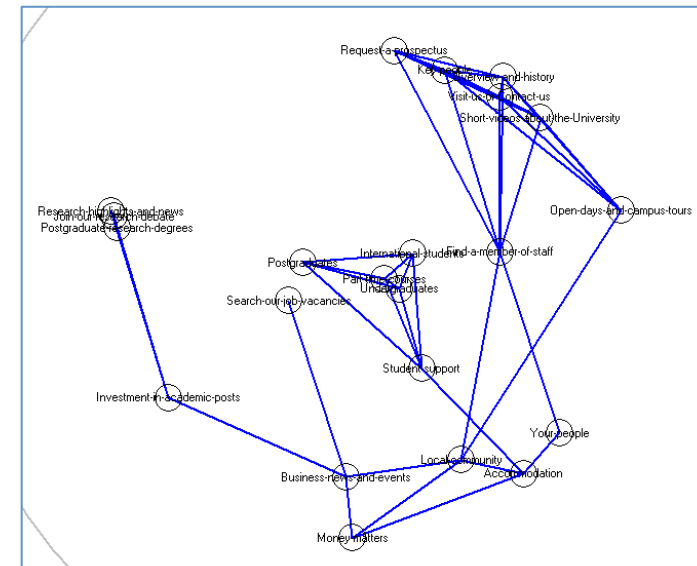 Request-a-prospectus
Key-people
Overview-and-history
Visit-us-or-contact-us
Short-videos-about-the-University
Research-highlights-and-news
Join-our-research-debate
Postgraduate-research-degrees
Open-days-and-campus-tours
International-students
Find-a-member-of-staff
Postgraduates
Part-time-courses
Undergraduates
Search-our-job-vacancies
Student support
Investment-in-academic-posts
Your-people
Local-community
Accommodation
Business-news-and-events
Money matters